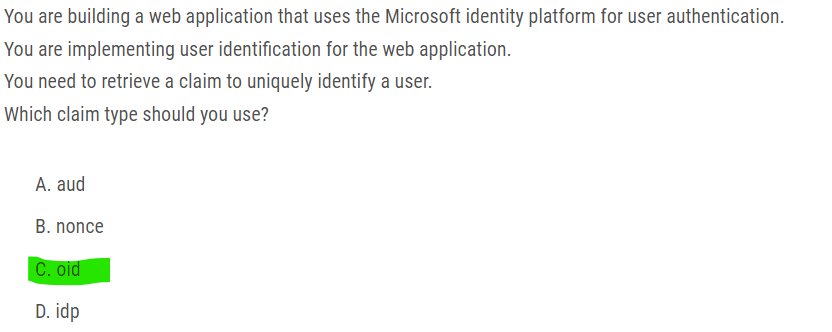 You are building a web application that uses the Microsoft identity platform for user authentication.
You are implementing user identification for the web application.
You need to retrieve a claim to uniquely identify a user.
Which claim type should you use?
A. aud
B. nonce
C. oid
D. idp